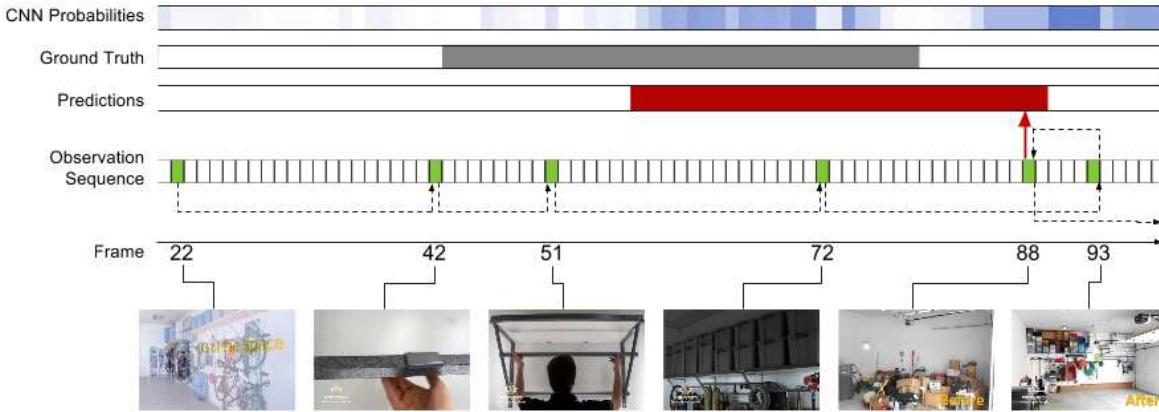 CNN Probabilities
Ground Truth
Predictions
Observation
Sequence
Frame
22
42
51
72
88
93
Before
After